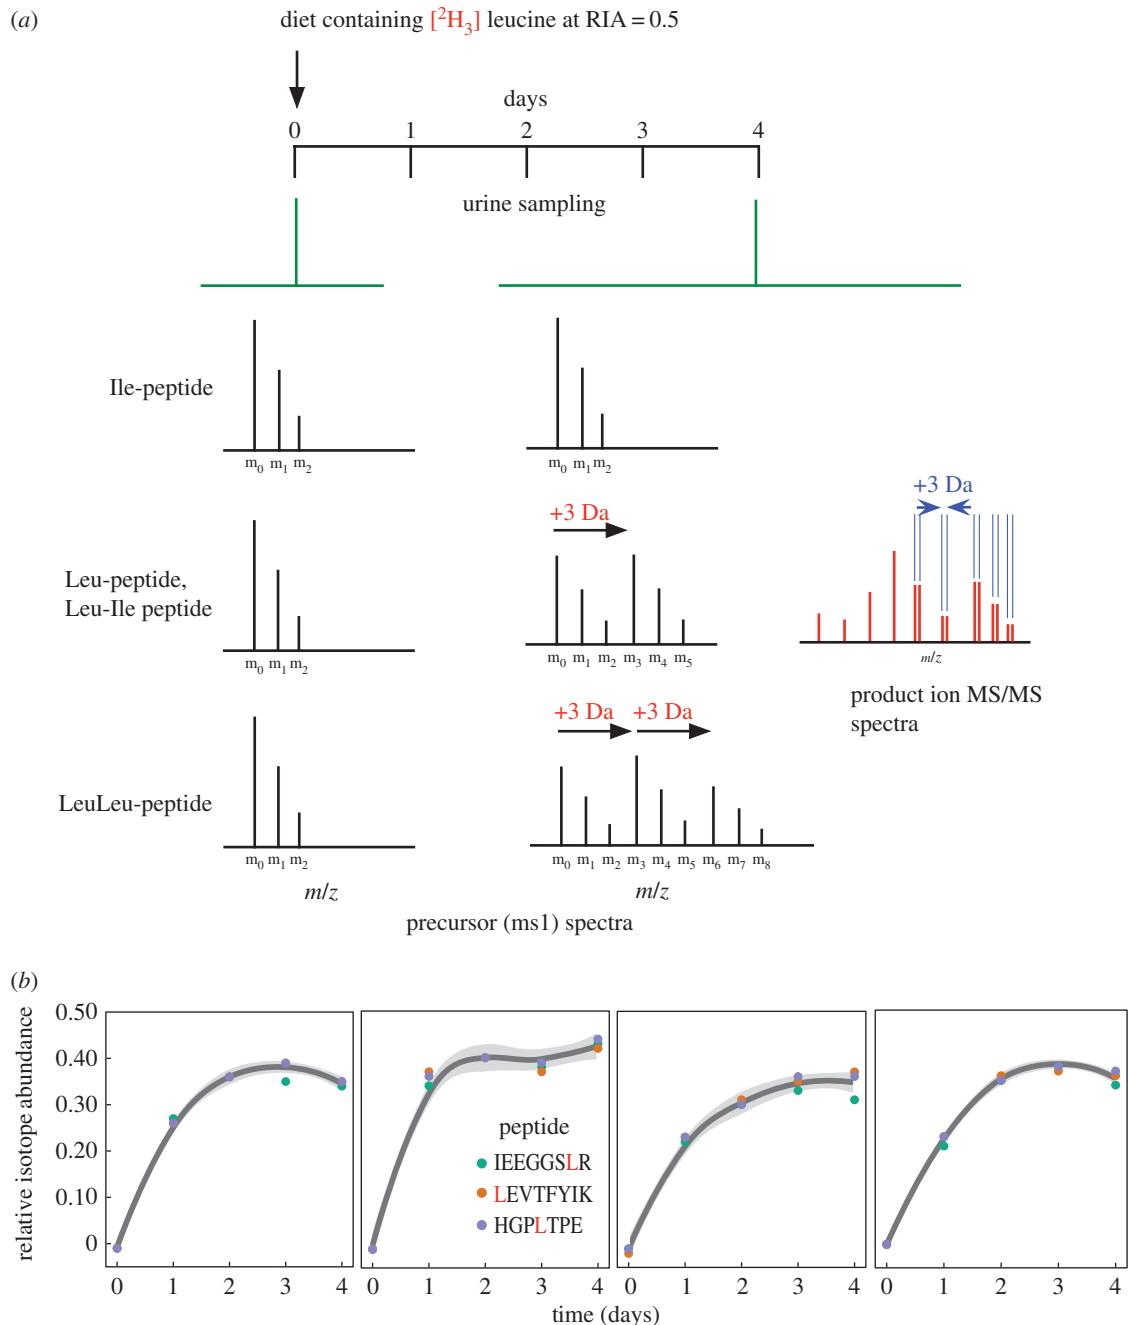 (a)
diet containing [²H₃] leucine at RIA = 0.5
days
0 1 2 3 4
urine sampling
Ile-peptide
m₀ m₁ m₂
m₀ m₁ m₂
+3 Da
+3 Da
Leu-peptide,
Leu-Ile peptide
m₀ m₁ m₂
m₀ m₁ m₂ m₃ m₄ m₅
m/z
product ion MS/MS
spectra
+3 Da +3 Da
LeuLeu-peptide
m₀ m₁ m₂
m₀ m₁ m₂ m₃ m₄ m₅ m₆ m₇ m₈
m/z
m/z
precursor (ms1) spectra
(b)
relative isotope abundance
0.50
0.40
0.30
0.20
0.10
0
peptide
IEEGGSLR
LEVTFYIK
HGPLTPE
0 1 2 3 4
0 1 2 3 4
0 1 2 3 4
0 1 2 3 4
time (days)